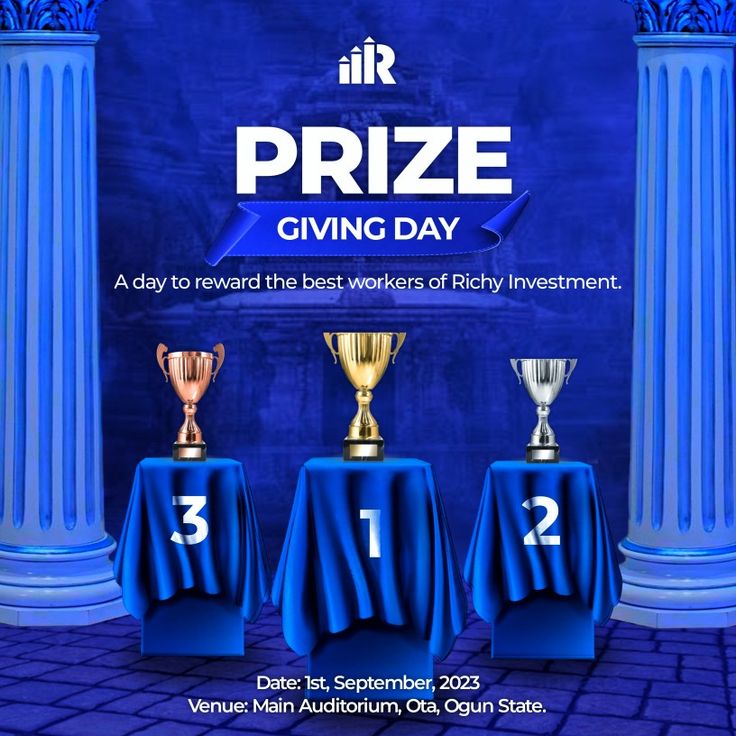 R
PRIZE
GIVING DAY
A day to reward the best workers of Richy Investment.
3
1
2
Date: 1st, September, 2023
Venue: Main Auditorium, Ota, Ogun State.